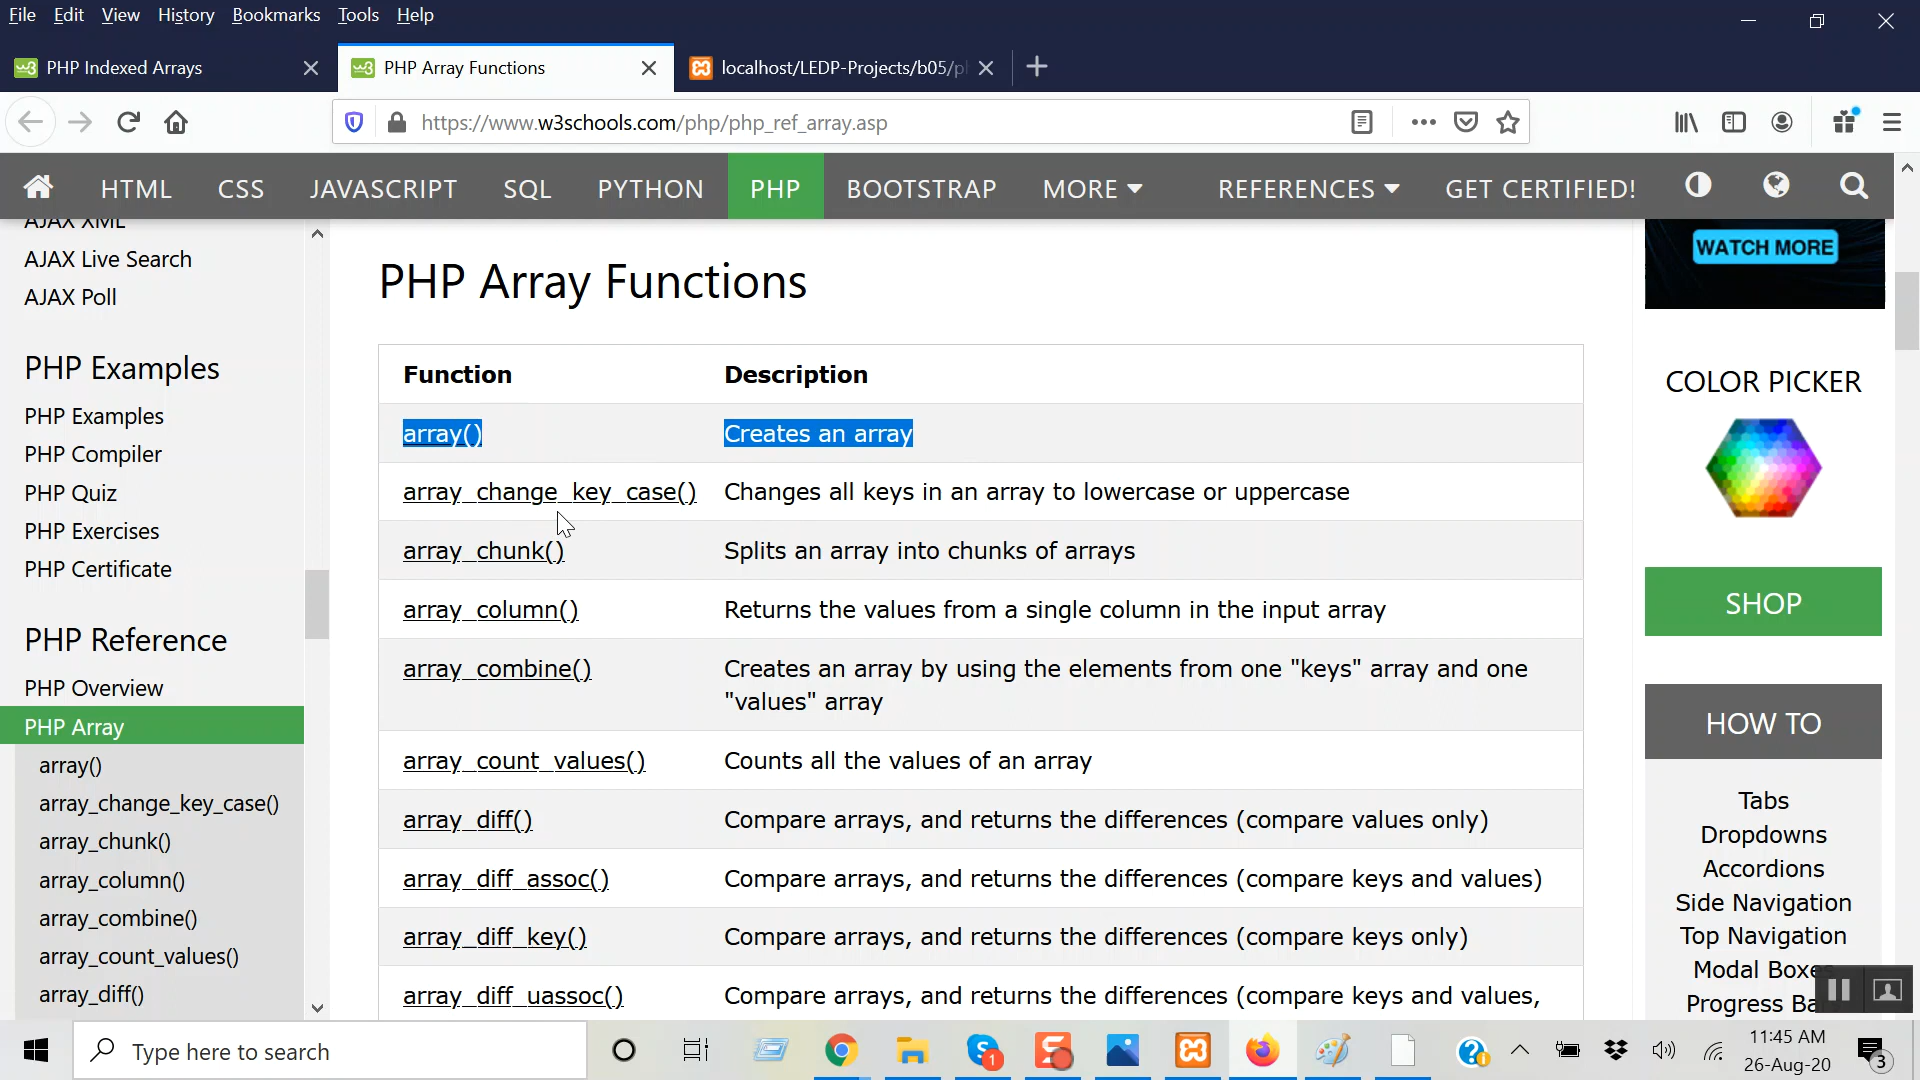 File Edit View History Bookmarks Tools Help
PHP Indexed Arrays
PHP Array Functions
localhost/LEDP-Projects/b05/
https://www.w3schools.com/php/php_ref_array.asp
HTML CSS JAVASCRIPT SQL PYTHON PHP BOOTSTRAP MORE REFERENCES GET CERTIFIED!
AJAX XML
AJAX Live Search
AJAX Poll
PHP Examples
PHP Examples
PHP Compiler
PHP Quiz
PHP Exercises
PHP Certificate
PHP Reference
PHP Overview
PHP Array
array()
array_change_key_case()
array_chunk()
array_column()
array_combine()
array_count_values()
array_diff()
PHP Array Functions
Function Description
array() Creates an array
array_change_key_case() Changes all keys in an array to lowercase or uppercase
array_chunk() Splits an array into chunks of arrays
array_column() Returns the values from a single column in the input array
array_combine() Creates an array by using the elements from one "keys" array and one
"values" array
array_count_values() Counts all the values of an array
array_diff() Compare arrays, and returns the differences (compare values only)
array_diff_assoc() Compare arrays, and returns the differences (compare keys and values)
array_diff_key() Compare arrays, and returns the differences (compare keys only)
array_diff_uassoc() Compare arrays, and returns the differences (compare keys and values,
WATCH MORE
COLOR PICKER
SHOP
HOW TO
Tabs
Dropdowns
Accordions
Side Navigation
Top Navigation
Modal Boxes
Progress
Type here to search
1
11:45 AM
26-Aug-20
3